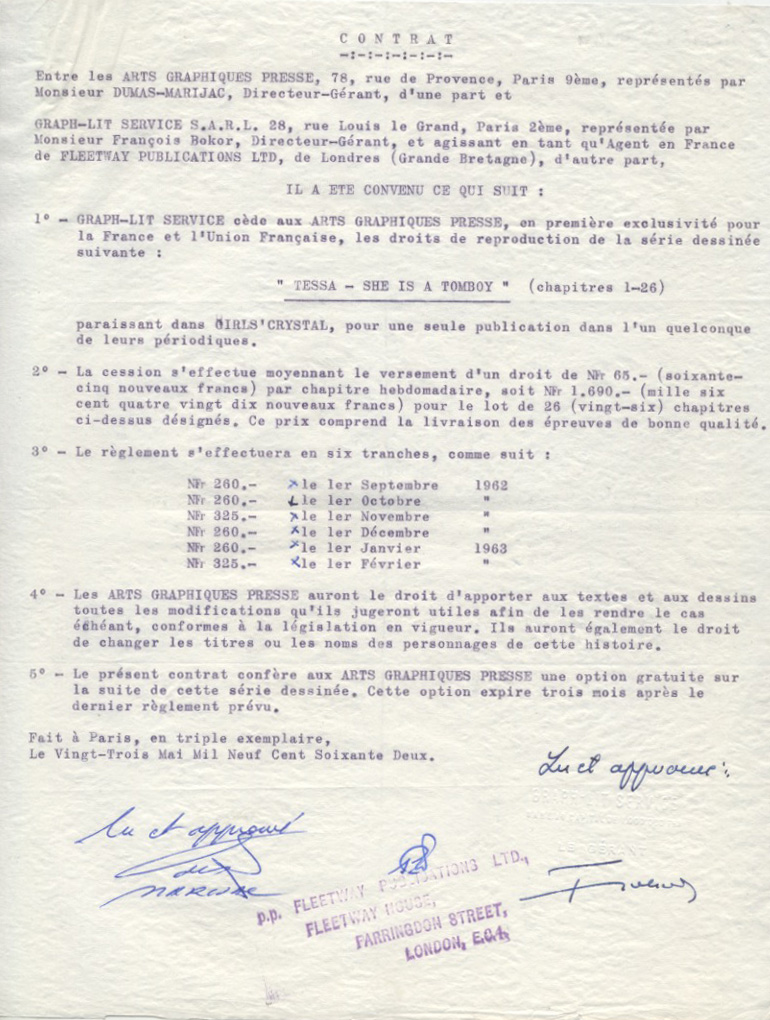 C O N T R A T
-:-:-:-:-:-:-
Entre les ARTS GRAPHIQUES PRESSE, 78, rue de Provence, Paris 9ème, représentés par
Monsieur DUMAS-MARIJAC, Directeur-Gérant, d'une part et
GRAPH-LIT SERVICE S.A.R.L. 28, rue Louis le Grand, Paris 2ème, représentée par
Monsieur François Bokor, Directeur-Gérant, et agissant en tant qu'Agent en France
de FLEETWAY PUBLICATIONS LTD, de Londres (Grande Bretagne), d'autre part,
IL A ETE CONVENU CE QUI SUIT :
1° - GRAPH-LIT SERVICE cède aux ARTS GRAPHIQUES PRESSE, en première exclusivité pour
la France et l'Union Française, les droits de reproduction de la série dessinée
suivante :
" TESSA - SHE IS A TOMBOY " (chapitres 1-26)
paraissant dans GIRLS'CRYSTAL, pour une seule publication dans l'un quelconque
de leurs périodiques.
2° - La cession s'effectue moyennant le versement d'un droit de NFr 65.- (soixante-
cinq nouveaux francs) par chapitre hebdomadaire, soit NFr 1.690.- (mille six
cent quatre vingt dix nouveaux francs) pour le lot de 26 (vingt-six) chapitres
ci-dessus désignés. Ce prix comprend la livraison des épreuves de bonne qualité.
3° - Le règlement s'effectuera en six tranches, comme suit :
NFr 260.- x le 1er Septembre 1962
NFr 260.- le 1er Octobre "
NFr 325.- x le 1er Novembre "
NFr 260.- x le 1er Décembre "
NFr 260.- x le 1er Janvier 1963
NFr 325.- x le 1er Février "
4° - Les ARTS GRAPHIQUES PRESSE auront le droit d'apporter aux textes et aux dessins
toutes les modifications qu'ils jugeront utiles afin de les rendre le cas
échéant, conformes à la législation en vigueur. Ils auront également le droit
de changer les titres ou les noms des personnages de cette histoire.
5° - Le présent contrat confère aux ARTS GRAPHIQUES PRESSE une option gratuite sur
la suite de cette série dessinée. Cette option expire trois mois après le
dernier règlement prévu.
Fait à Paris, en triple exemplaire,
Le Vingt-Trois Mai Mil Neuf Cent Soixante Deux.
Lu et approuvé :
Lu et approuvé
MARIJAC
p.p. FLEETWAY PUBLICATIONS LTD.,
FLEETWAY HOUSE,
FARRINGDON STREET,
LONDON, E.C.4.